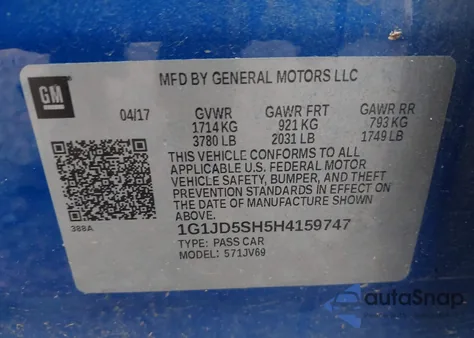 MFD BY GENERAL MOTORS LLC
GM
04/17 GVWR GAWR FRT GAWR RR
1714 KG 921 KG 793 KG
3780 LB 2031 LB 1749 LB
THIS VEHICLE CONFORMS TO ALL
APPLICABLE U.S. FEDERAL MOTOR
VEHICLE SAFETY, BUMPER, AND THEFT
PREVENTION STANDARDS IN EFFECT ON
THE DATE OF MANUFACTURE SHOWN
ABOVE.
388A
1G1JD5SH5H4159747
TYPE: PASS CAR
MODEL: 571JV69
autoSnap